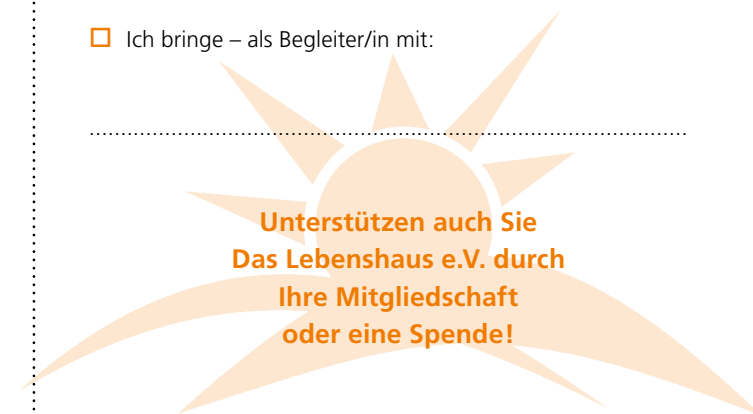 Ich bringe – als Begleiter/in mit:
Unterstützen auch Sie
Das Lebenshaus e.V. durch
Ihre Mitgliedschaft
oder eine Spende!